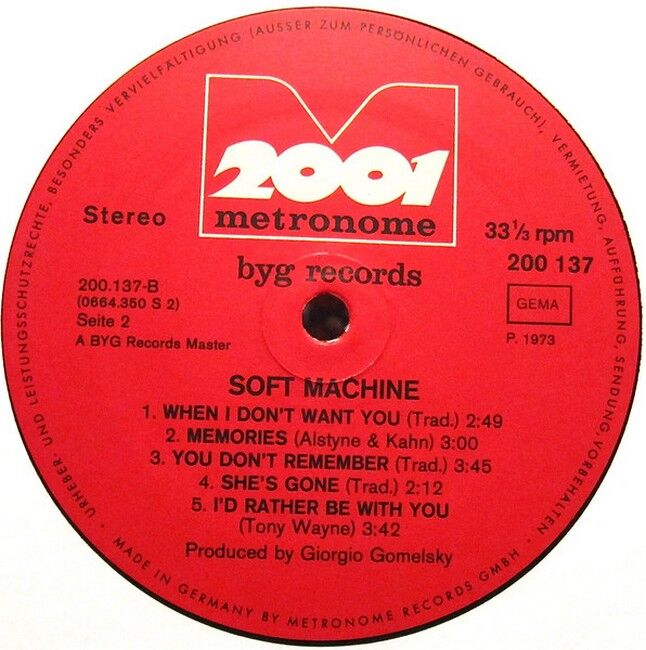 URHEBER- UND LEISTUNGSSCHUTZRECHTE, BESONDERS VERVIELFÄLTIGUNG (AUSSER ZUM PERSÖNLICHEN GEBRAUCH), VERMIETUNG, AUFFÜHRUNG, SENDUNG, VORBEHALTEN
M
2001
metronome
Stereo
33 1/3 rpm
byg records
200 137
200.137-B
(0664.350 S 2)
GEMA
Seite 2
P. 1973
A BYG Records Master
SOFT MACHINE
1. WHEN I DON'T WANT YOU (Trad.) 2:49
2. MEMORIES (Alstyne & Kahn) 3:00
3. YOU DON'T REMEMBER (Trad.) 3:45
4. SHE'S GONE (Trad.) 2:12
5. I'D RATHER BE WITH YOU
(Tony Wayne) 3:42
Produced by Giorgio Gomelsky
• MADE IN GERMANY BY METRONOME RECORDS GMBH •